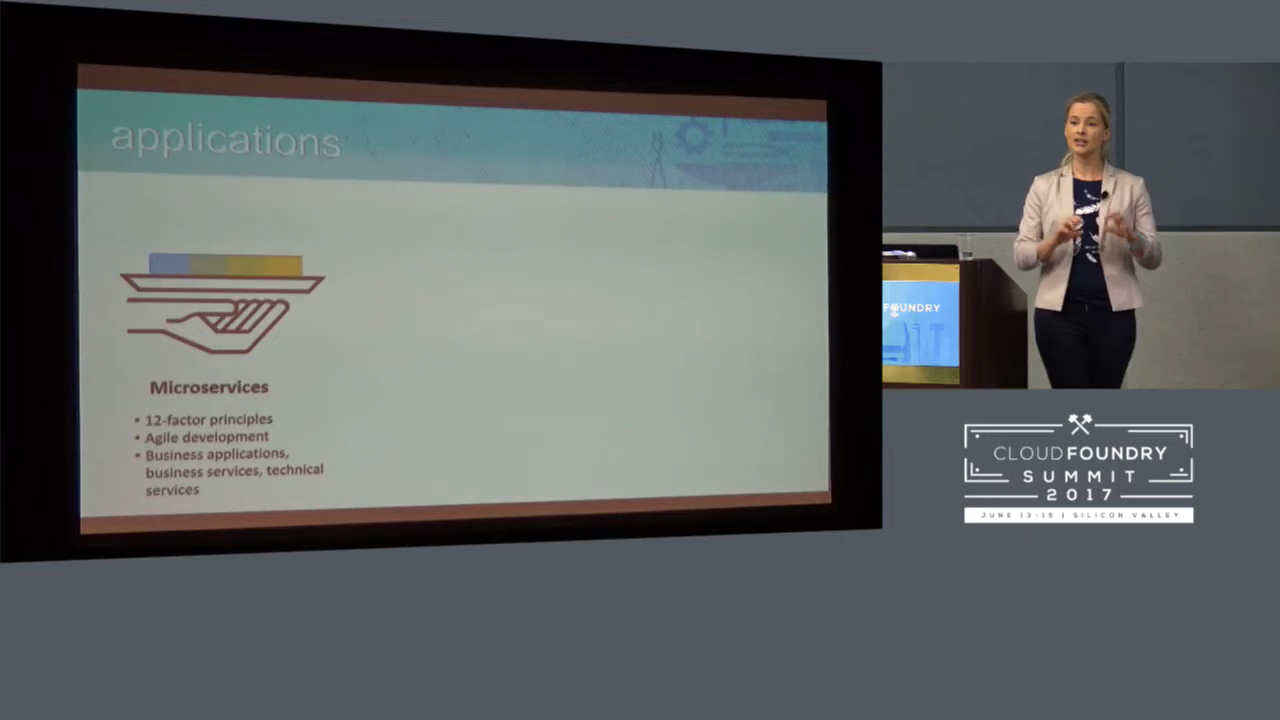 applications
Microservices
• 12-factor principles
• Agile development
• Business applications,
business services, technical
services
FOUNDRY
CLOUD FOUNDRY
SUMMIT
2017
JUNE 13-15 | SILICON VALLEY